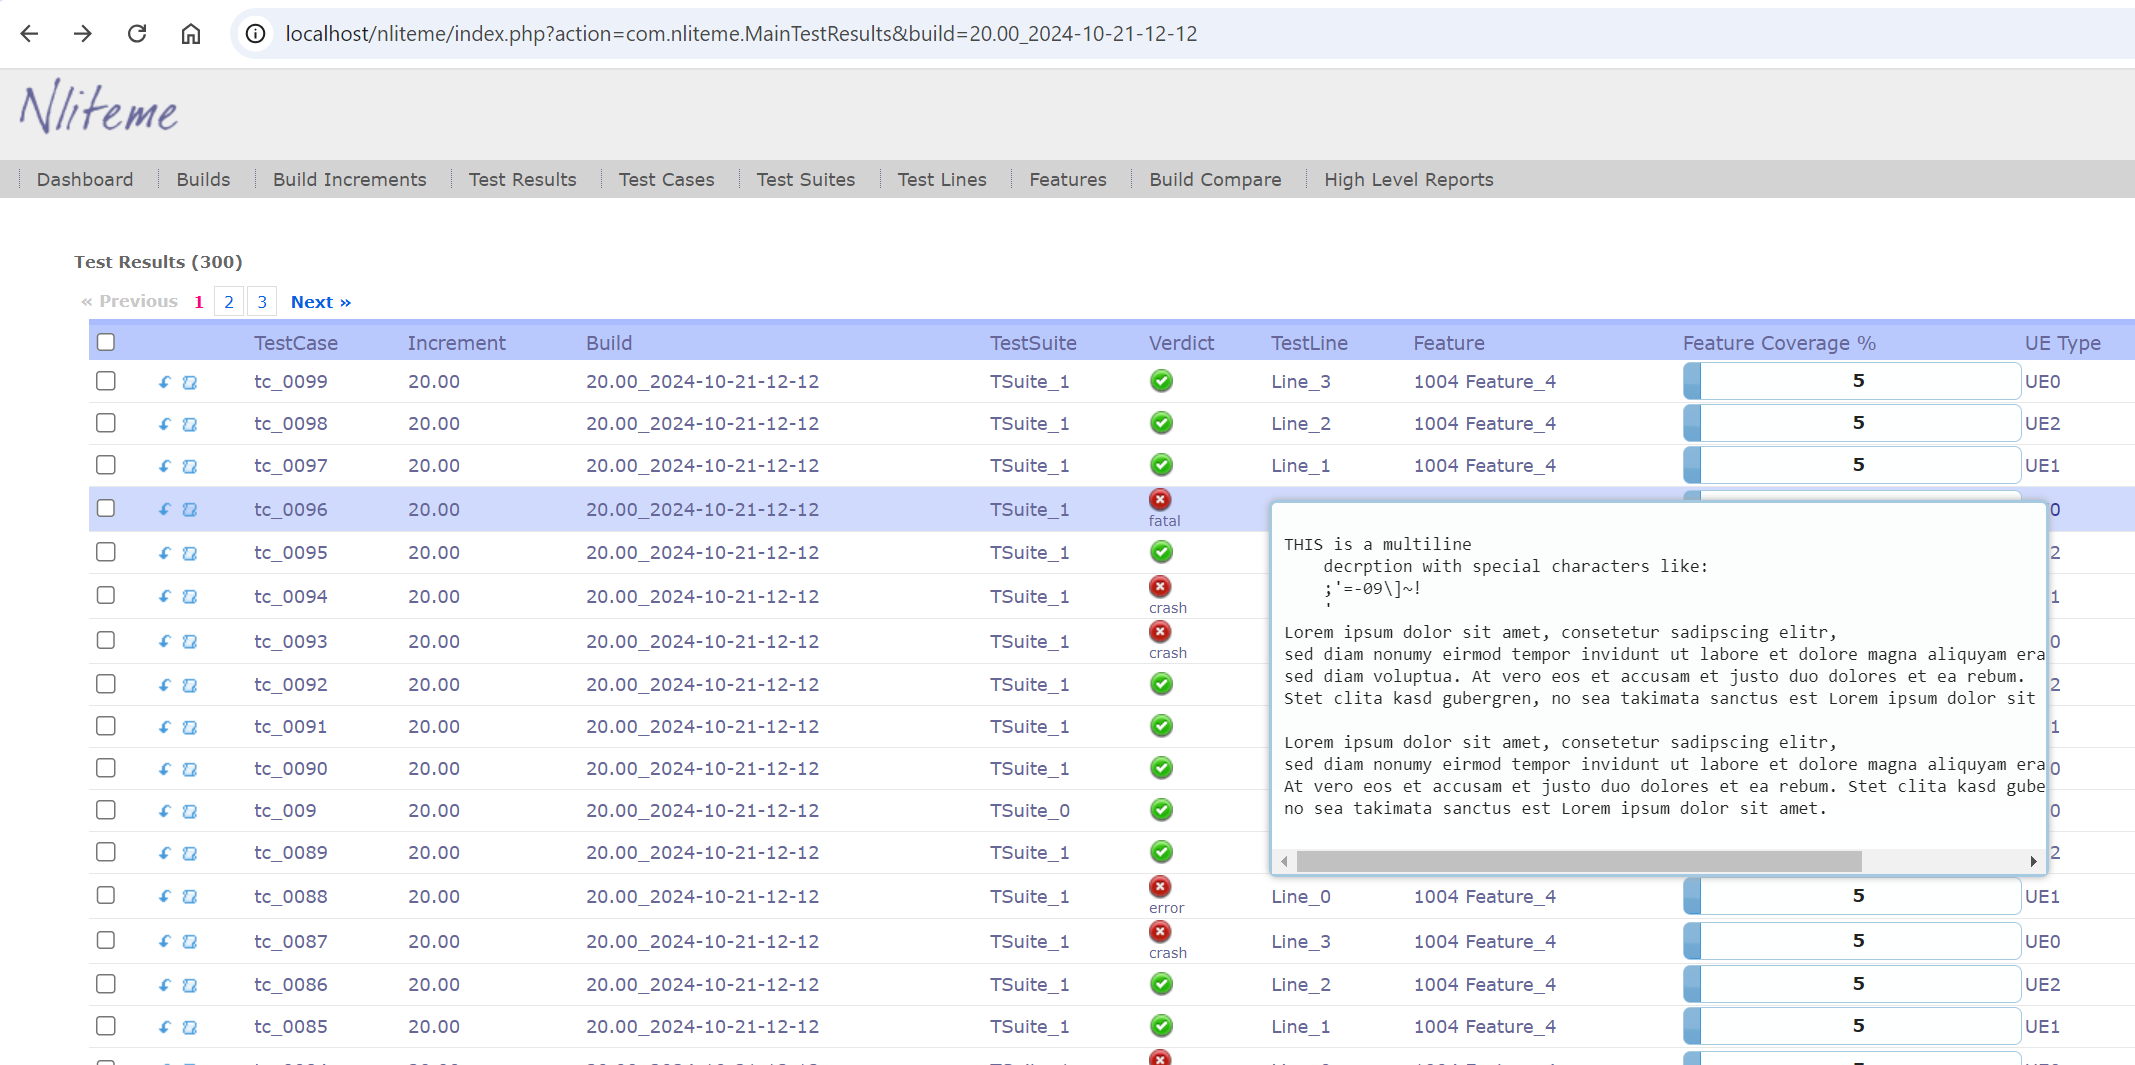 localhost/nliteme/index.php?action=com.nliteme.MainTestResults&build=20.00_2024-10-21-12-12
Nliteme
Dashboard Builds Build Increments Test Results Test Cases Test Suites Test Lines Features Build Compare High Level Reports
Test Results (300)
« Previous 1 2 3 Next »
TestCase Increment Build TestSuite Verdict TestLine Feature Feature Coverage % UE Type
tc_0099 20.00 20.00_2024-10-21-12-12 TSuite_1 Line_3 1004 Feature_4 5 UE0
tc_0098 20.00 20.00_2024-10-21-12-12 TSuite_1 Line_2 1004 Feature_4 5 UE2
tc_0097 20.00 20.00_2024-10-21-12-12 TSuite_1 Line_1 1004 Feature_4 5 UE1
tc_0096 20.00 20.00_2024-10-21-12-12 TSuite_1 fatal 0
tc_0095 20.00 20.00_2024-10-21-12-12 TSuite_1 2
tc_0094 20.00 20.00_2024-10-21-12-12 TSuite_1 crash 1
tc_0093 20.00 20.00_2024-10-21-12-12 TSuite_1 crash 0
tc_0092 20.00 20.00_2024-10-21-12-12 TSuite_1 2
tc_0091 20.00 20.00_2024-10-21-12-12 TSuite_1 1
tc_0090 20.00 20.00_2024-10-21-12-12 TSuite_1 0
tc_009 20.00 20.00_2024-10-21-12-12 TSuite_0 0
tc_0089 20.00 20.00_2024-10-21-12-12 TSuite_1 2
THIS is a multiline
decrption with special characters like:
;'=-09\]~!
'
Lorem ipsum dolor sit amet, consetetur sadipscing elitr,
sed diam nonumy eirmod tempor invidunt ut labore et dolore magna aliquyam era
sed diam voluptua. At vero eos et accusam et justo duo dolores et ea rebum.
Stet clita kasd gubergren, no sea takimata sanctus est Lorem ipsum dolor sit
Lorem ipsum dolor sit amet, consetetur sadipscing elitr,
sed diam nonumy eirmod tempor invidunt ut labore et dolore magna aliquyam era
At vero eos et accusam et justo duo dolores et ea rebum. Stet clita kasd gube
no sea takimata sanctus est Lorem ipsum dolor sit amet.
tc_0088 20.00 20.00_2024-10-21-12-12 TSuite_1 error Line_0 1004 Feature_4 5 UE1
tc_0087 20.00 20.00_2024-10-21-12-12 TSuite_1 crash Line_3 1004 Feature_4 5 UE0
tc_0086 20.00 20.00_2024-10-21-12-12 TSuite_1 Line_2 1004 Feature_4 5 UE2
tc_0085 20.00 20.00_2024-10-21-12-12 TSuite_1 Line_1 1004 Feature_4 5 UE1